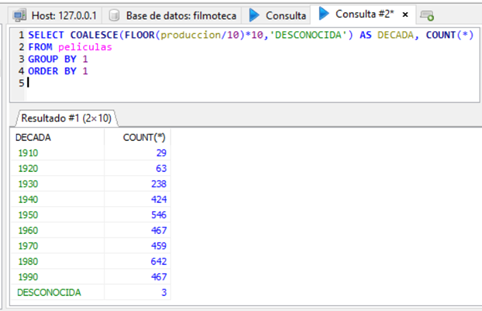 Host: 127.0.0.1 Base de datos: filmoteca Consulta Consulta #2* ×
1 SELECT COALESCE(FLOOR(produccion/10)*10,'DESCONOCIDA') AS DECADA, COUNT(*)
2 FROM peliculas
3 GROUP BY 1
4 ORDER BY 1
5
Resultado #1 (2×10)
DECADA COUNT(*)
1910 29
1920 63
1930 238
1940 424
1950 546
1960 467
1970 459
1980 642
1990 467
DESCONOCIDA 3